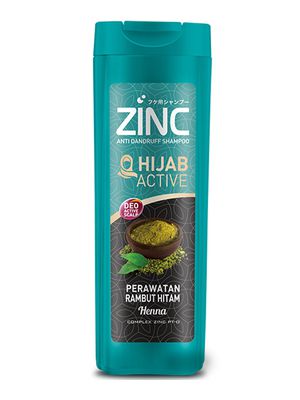 フケ用シャンプー
ZINC
ANTI DANDRUFF SHAMPOO
HIJAB
ACTIVE
DEO
ACTIVE
SCALP
PERAWATAN
RAMBUT HITAM
Henna
COMPLEX ZINC PT-O